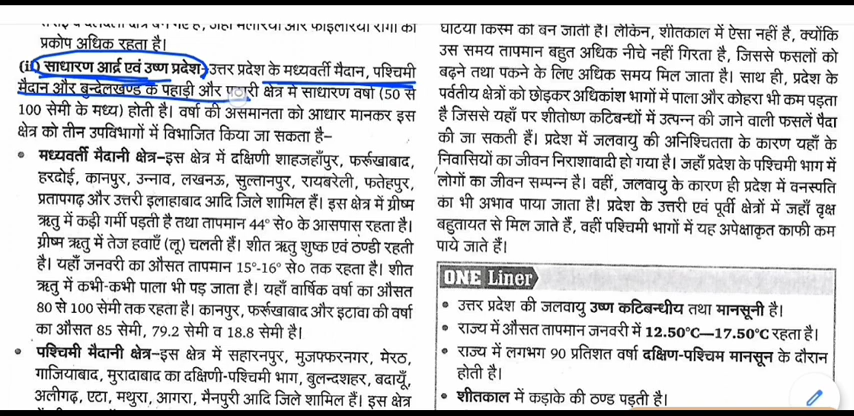 प्रकोप अधिक रहता है।
(ii) साधारण आर्द्र एवं उष्ण प्रदेश–उत्तर प्रदेश के मध्यवर्ती मैदान, पश्चिमी
मैदान और बुन्देलखण्ड के पहाड़ी और पठारी क्षेत्र में साधारण वर्षा (50 से
100 सेमी के मध्य) होती है। वर्षा की असमानता को आधार मानकर इस
क्षेत्र को तीन उपविभागों में विभाजित किया जा सकता है–
• मध्यवर्ती मैदानी क्षेत्र–इस क्षेत्र में दक्षिणी शाहजहाँपुर, फर्रुखाबाद,
हरदोई, कानपुर, उन्नाव, लखनऊ, सुल्तानपुर, रायबरेली, फतेहपुर,
प्रतापगढ़ और उत्तरी इलाहाबाद आदि जिले शामिल हैं। इस क्षेत्र में ग्रीष्म
ऋतु में कड़ी गर्मी पड़ती है तथा तापमान 44° से० के आसपास रहता है।
ग्रीष्म ऋतु में तेज हवाएँ (लू) चलती हैं। शीत ऋतु शुष्क एवं ठण्डी रहती
है। यहाँ जनवरी का औसत तापमान 15°-16° से० तक रहता है। शीत
ऋतु में कभी-कभी पाला भी पड़ जाता है। यहाँ वार्षिक वर्षा का औसत
80 से 100 सेमी तक रहता है। कानपुर, फर्रुखाबाद और इटावा की वर्षा
का औसत 85 सेमी, 79.2 सेमी व 18.8 सेमी है।
• पश्चिमी मैदानी क्षेत्र–इस क्षेत्र में सहारनपुर, मुजफ्फरनगर, मेरठ,
गाजियाबाद, मुरादाबाद का दक्षिणी-पश्चिमी भाग, बुलन्दशहर, बदायूँ,
अलीगढ़, एटा, मथुरा, आगरा, मैनपुरी आदि जिले शामिल हैं। इस क्षेत्र
घटिया किस्म की बन जाती है। लेकिन, शीतकाल में ऐसा नहीं है, क्योंकि
उस समय तापमान बहुत अधिक नीचे नहीं गिरता है, जिससे फसलों को
बढ़ने तथा पकने के लिए अधिक समय मिल जाता है। साथ ही, प्रदेश के
पर्वतीय क्षेत्रों को छोड़कर अधिकांश भागों में पाला और कोहरा भी कम पड़ता
है जिससे यहाँ पर शीतोष्ण कटिबन्धों में उत्पन्न की जाने वाली फसलें पैदा
की जा सकती हैं। प्रदेश में जलवायु की अनिश्चितता के कारण यहाँ के
निवासियों का जीवन निराशावादी हो गया है। जहाँ प्रदेश के पश्चिमी भाग में
लोगों का जीवन सम्पन्न है। वहीं, जलवायु के कारण ही प्रदेश में वनस्पति
का भी अभाव पाया जाता है। प्रदेश के उत्तरी एवं पूर्वी क्षेत्रों में जहाँ वृक्ष
बहुतायत से मिल जाते हैं, वहीं पश्चिमी भागों में यह अपेक्षाकृत काफी कम
पाये जाते हैं।
ONE Liner
• उत्तर प्रदेश की जलवायु उष्ण कटिबन्धीय तथा मानसूनी है।
• राज्य में औसत तापमान जनवरी में 12.50°C—17.50°C रहता है।
• राज्य में लगभग 90 प्रतिशत वर्षा दक्षिण-पश्चिम मानसून के दौरान
होती है।
• शीतकाल में कड़ाके की ठण्ड पड़ती है।